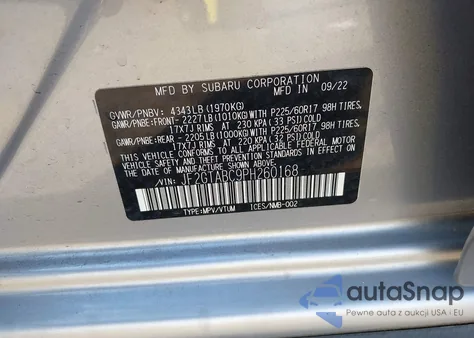 MFD BY SUBARU CORPORATION
GVWR/PNBV: 4343LB(1970KG)
MFD IN 09/22
GAWR/PNBE:FRONT- 2227LB(1010KG)WITH P225/60R17 98H TIRES,
17X7J RIMS AT 230 KPA( 33 PSI)COLD
GAWR/PNBE:REAR - 2205LB(1000KG)WITH P225/60R17 98H TIRES,
17X7J RIMS AT 220 KPA( 32 PSI)COLD
THIS VEHICLE CONFORMS TO ALL APPLICABLE FEDERAL MOTOR
VEHICLE SAFETY AND THEFT PREVENTION STANDARDS IN EFFECT ON THE DATE
OF MANUFACTURE SHOWN ABOVE.
VIN: JF2GTABC9PH260168
TYPE:MPV/VTUM ICES/NMB-002
autoSnap
Pewne auta z aukcji USA i EU